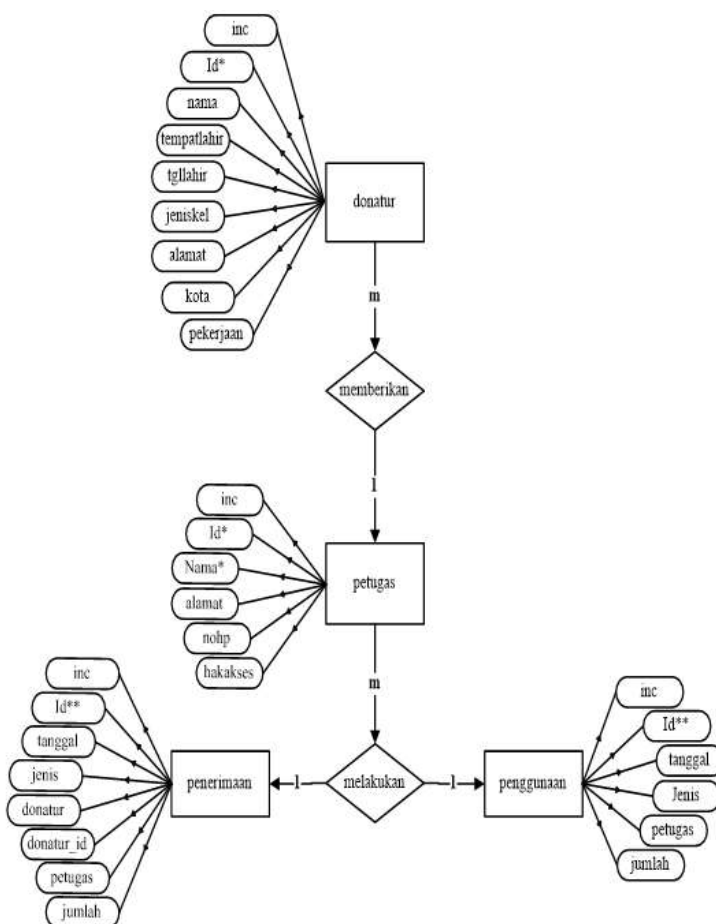 inc
Id*
nama
tempatlahir
tgllahir
jeniskel
alamat
kota
pekerjaan
donatur
m
memberikan
1
inc
Id*
Nama*
alamat
nohp
hakakses
petugas
m
inc
Id**
tanggal
jenis
donatur
donatur_id
petugas
jumlah
penerimaan
1
melakukan
1
penggunaan
inc
Id**
tanggal
Jenis
petugas
jumlah